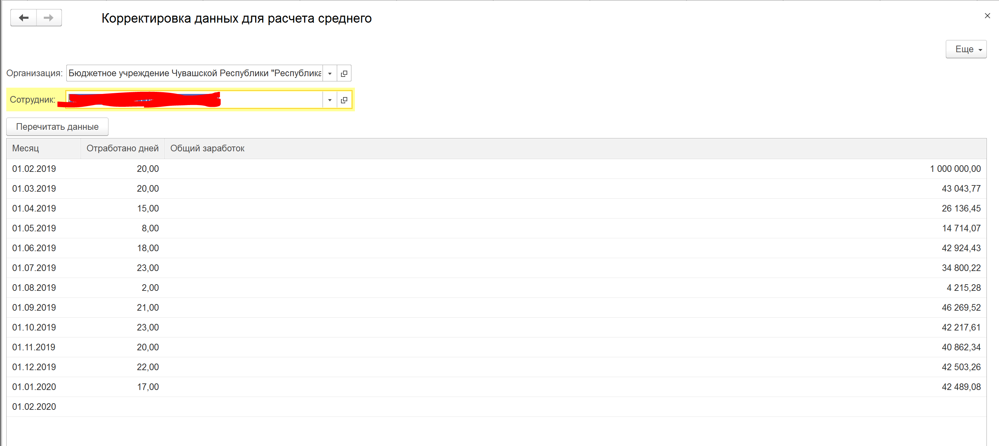 Корректировка данных для расчета среднего
Еще
Организация: Бюджетное учреждение Чувашской Республики "Республика
Сотрудник:
Перечитать данные
Месяц Отработано дней Общий заработок
01.02.2019 20,00 1 000 000,00
01.03.2019 20,00 43 043,77
01.04.2019 15,00 26 136,45
01.05.2019 8,00 14 714,07
01.06.2019 18,00 42 924,43
01.07.2019 23,00 34 800,22
01.08.2019 2,00 4 215,28
01.09.2019 21,00 46 269,52
01.10.2019 23,00 42 217,61
01.11.2019 20,00 40 862,34
01.12.2019 22,00 42 503,26
01.01.2020 17,00 42 489,08
01.02.2020